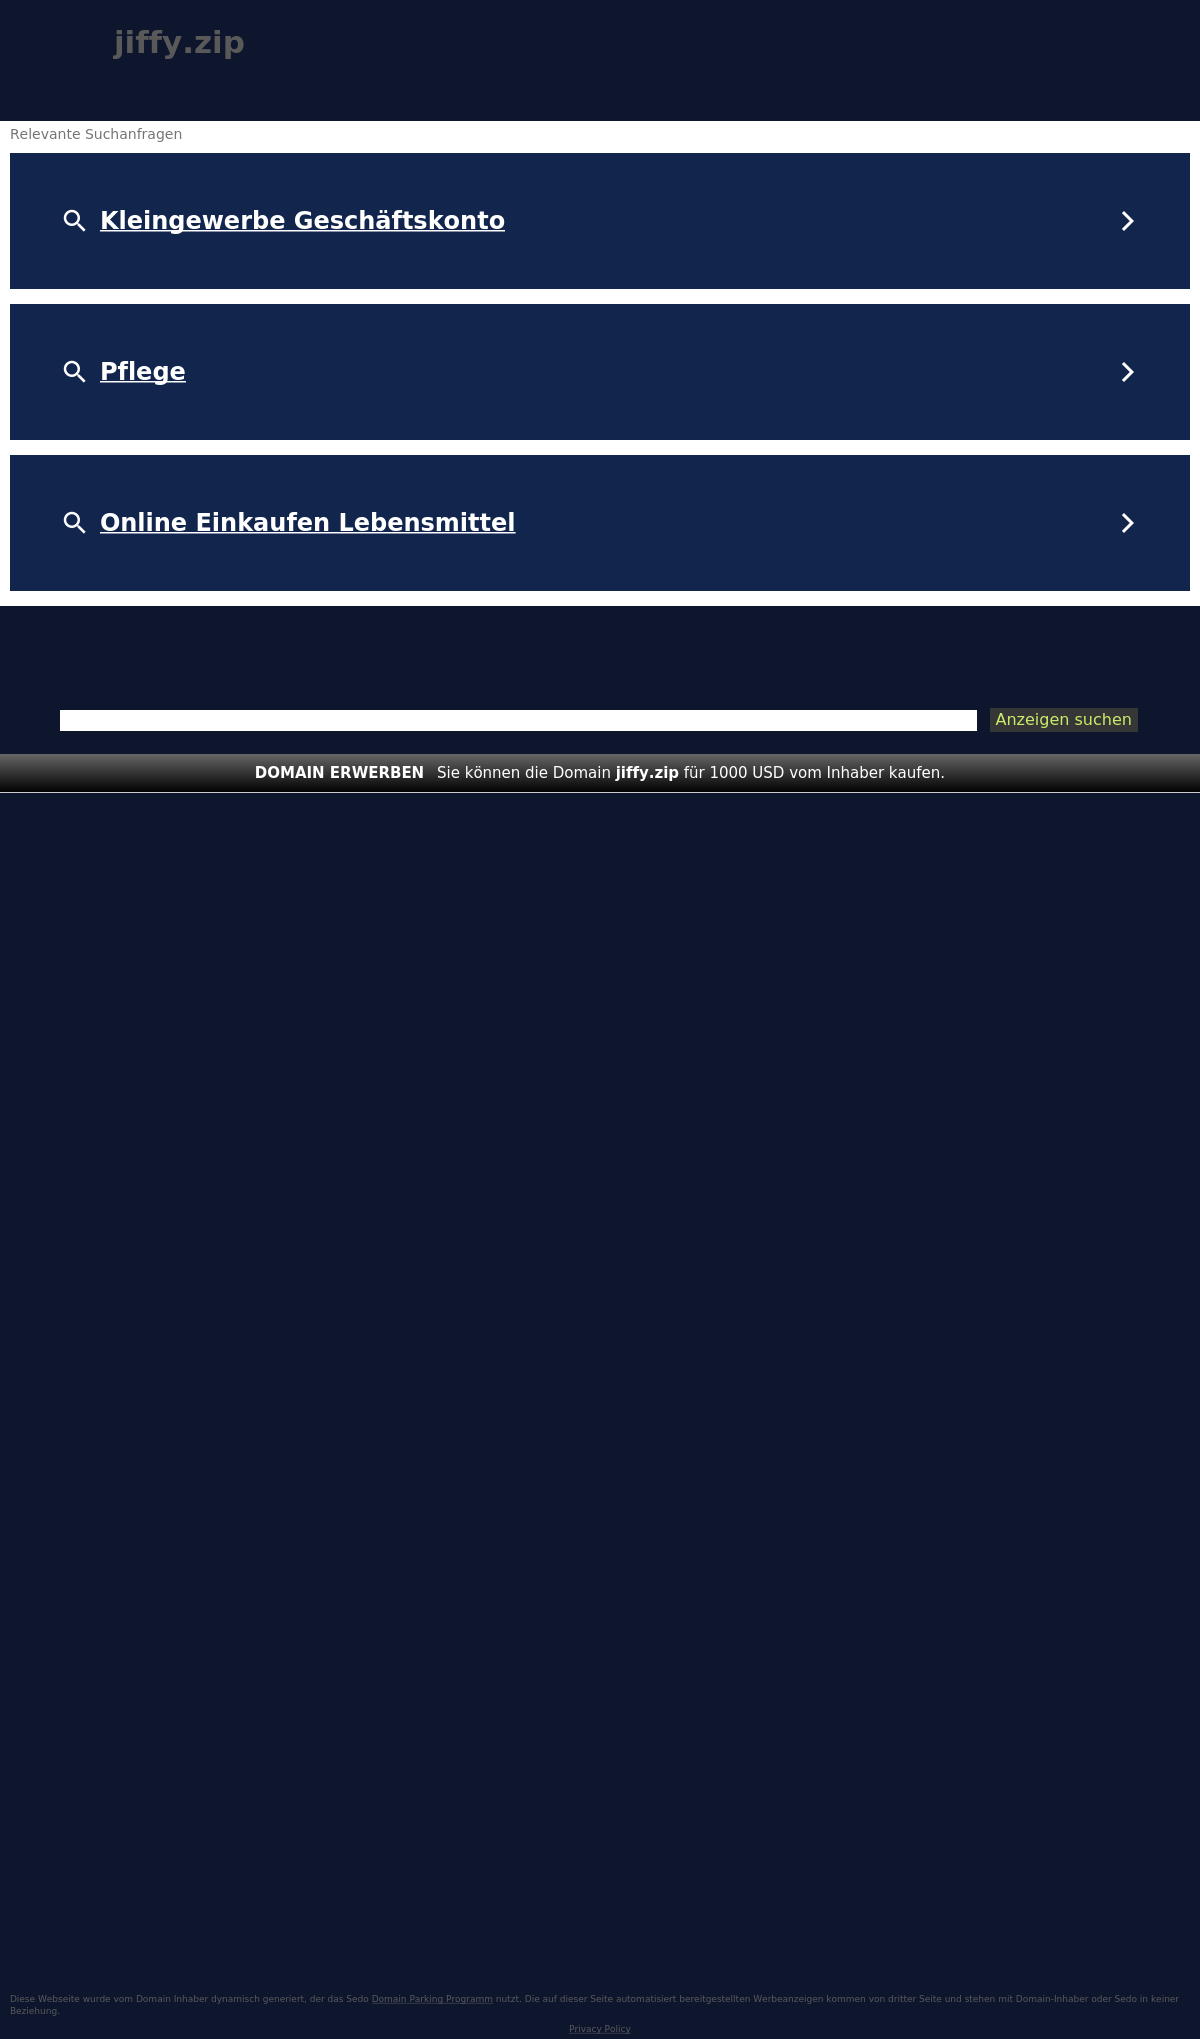 jiffy.zip
Relevante Suchanfragen
Kleingewerbe Geschäftskonto
Pflege
Online Einkaufen Lebensmittel
Anzeigen suchen
DOMAIN ERWERBEN Sie können die Domain jiffy.zip für 1000 USD vom Inhaber kaufen.
Diese Webseite wurde vom Domain Inhaber dynamisch generiert, der das Sedo Domain Parking Programm nutzt. Die auf dieser Seite automatisiert bereitgestellten Werbeanzeigen kommen von dritter Seite und stehen mit Domain-Inhaber oder Sedo in keiner
Beziehung.
Privacy Policy